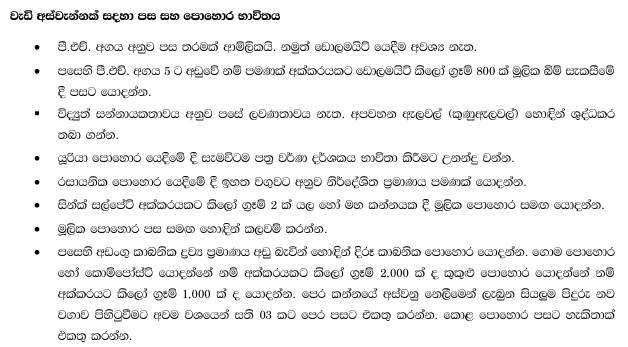 වැඩි අස්වැන්නක් සඳහා පස සහ පොහොර භාවිතය
• පී.එච්. අගය අනුව පස තරමක් ආම්ලිකයි. නමුත් ඩොලමයිට් යෙදීම අවශ්‍ය නැත.
• පසෙහි පී.එච්. අගය 5 ට අඩුවේ නම් පමණක් අක්කරයකට ඩොලමයිට් කිලෝ ග්‍රෑම් 800 ක් මූලික බිම් සැකසීමේ
දී පසට යොදන්න.
▪ විද්‍යුත් සන්නායකතාවය අනුව පසේ ලවණතාවය නැත. අපවහන ඇලවල් (කුණුඇලවල්) හොඳින් ශුද්ධකර
තබා ගන්න.
• යූරියා පොහොර යෙදීමේ දී සැමවිටම පත්‍ර වර්ණ දර්ශකය භාවිතා කිරීමට උනන්දු වන්න.
• රසායනික පොහොර යෙදීමේ දී ඉහත වගුවට අනුව නිර්දේශිත ප්‍රමාණය පමණක් යොදන්න.
• සින්ක් සල්පේට් අක්කරයකට කිලෝ ග්‍රෑම් 2 ක් යල හෝ මහ කන්නයක දී මූලික පොහොර සමඟ යොදන්න.
• මූලික පොහොර පස සමඟ හොඳින් කලවම් කරන්න.
• පසෙහි අඩංගු කාබනික ද්‍රව්‍ය ප්‍රමාණය අඩු බැවින් හොඳින් දිරූ කාබනික පොහොර යොදන්න. ගොම පොහොර
හෝ කොම්පෝස්ට් යොදන්නේ නම් අක්කරයකට කිලෝ ග්‍රෑම් 2,000 ක් ද කුකුළු පොහොර යොදන්නේ නම්
අක්කරයට කිලෝ ග්‍රෑම් 1,000 ක් ද යොදන්න. පෙර කන්නයේ අස්වනු නෙලීමෙන් ලැබුන සියලුම පිදුරු නව
වගාව පිහිටුවීමට අවම වශයෙන් සති 03 කට පෙර පසට එකතු කරන්න. කොළ පොහොර පසට හැකිතාක්
එකතු කරන්න.